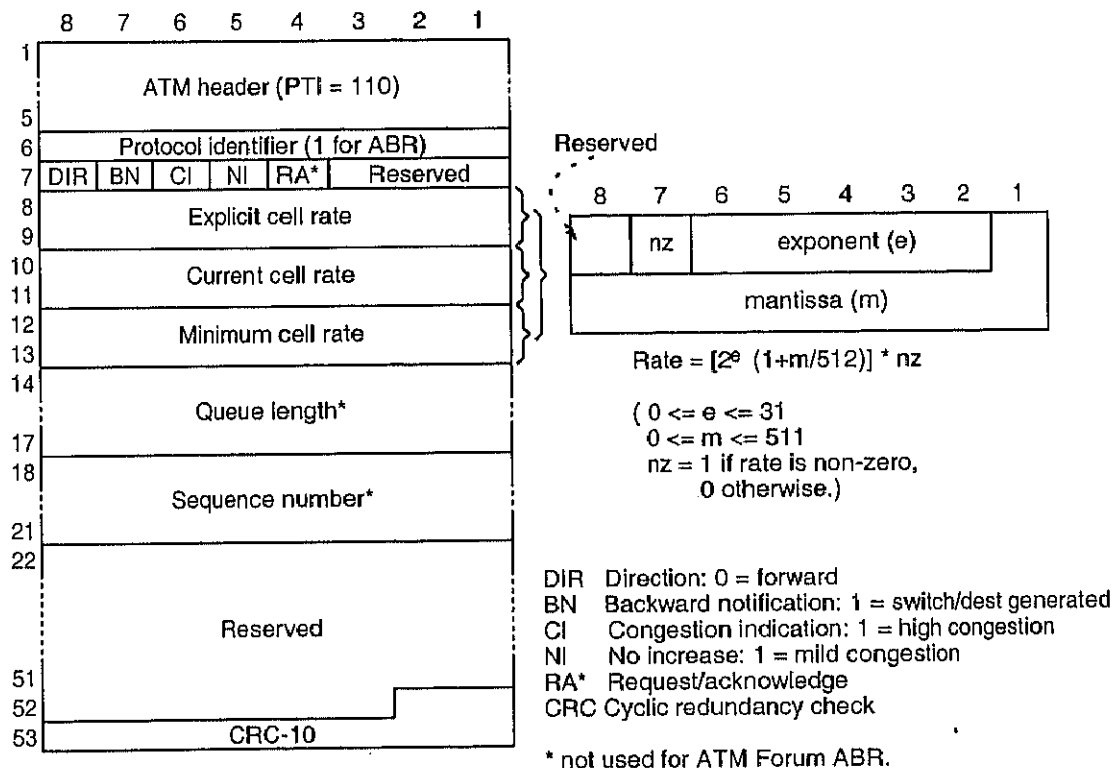 8 7 6 5 4 3 2 1
1
ATM header (PTI = 110)
5
6 Protocol identifier (1 for ABR)
7 DIR BN CI NI RA* Reserved
8
Explicit cell rate
9
10
Current cell rate
11
12
Minimum cell rate
13
14
Queue length*
17
18
Sequence number*
21
22
Reserved
51
52
53 CRC-10
Reserved
8 7 6 5 4 3 2 1
nz exponent (e)
mantissa (m)
Rate = [2ᵉ (1+m/512)] * nz
( 0 <= e <= 31
0 <= m <= 511
nz = 1 if rate is non-zero,
0 otherwise.)
DIR Direction: 0 = forward
BN Backward notification: 1 = switch/dest generated
CI Congestion indication: 1 = high congestion
NI No increase: 1 = mild congestion
RA* Request/acknowledge
CRC Cyclic redundancy check
* not used for ATM Forum ABR.